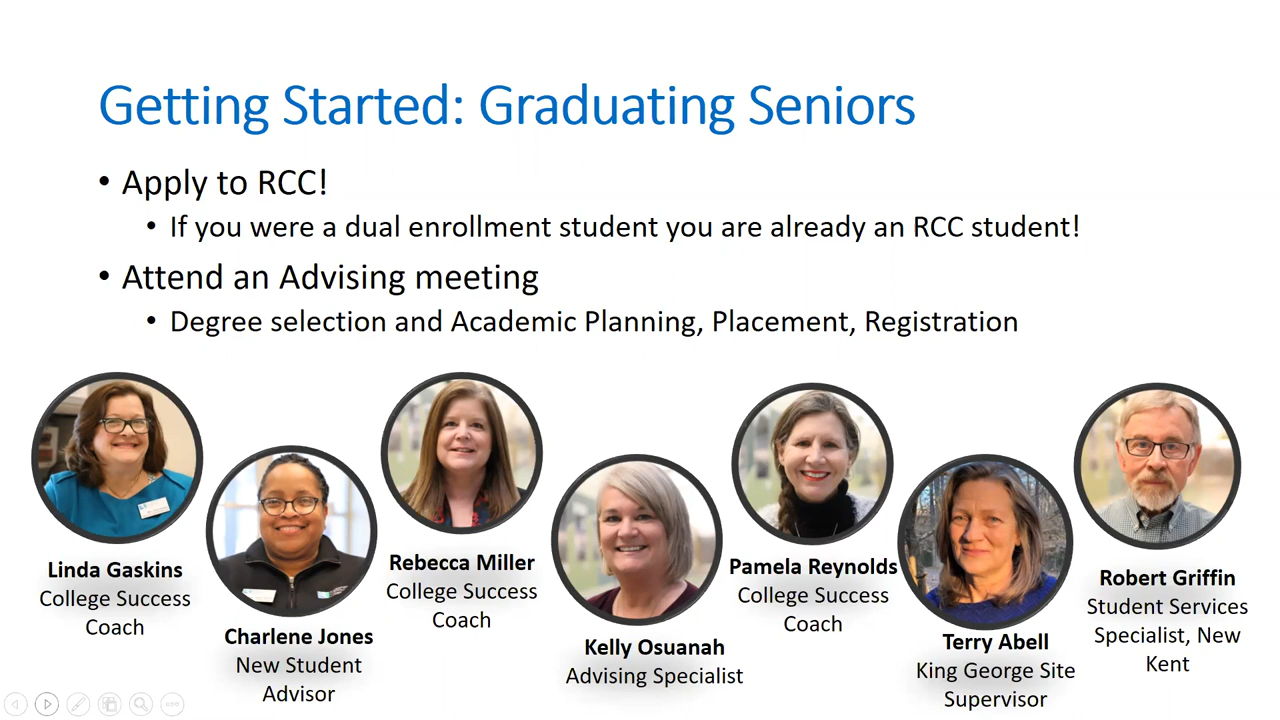 Getting Started: Graduating Seniors
• Apply to RCC!
• If you were a dual enrollment student you are already an RCC student!
• Attend an Advising meeting
• Degree selection and Academic Planning, Placement, Registration
Linda Gaskins
College Success
Coach
Charlene Jones
New Student
Advisor
Rebecca Miller
College Success
Coach
Kelly Osuanah
Advising Specialist
Pamela Reynolds
College Success
Coach
Terry Abell
King George Site
Supervisor
Robert Griffin
Student Services
Specialist, New
Kent